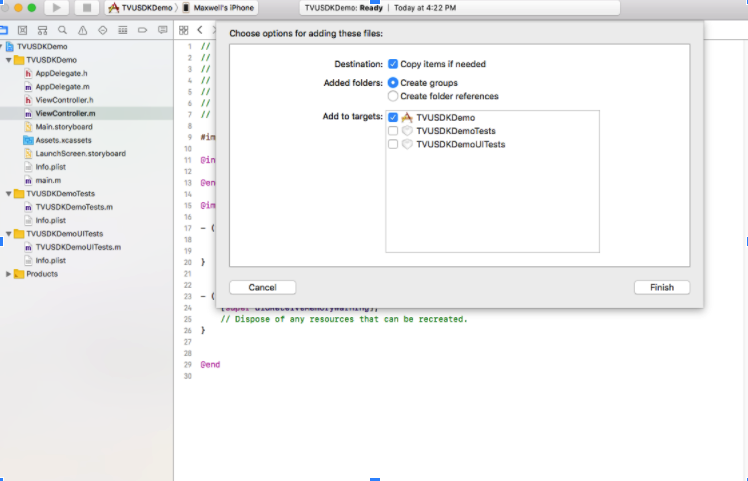 TVUSDKDemo
Maxwell's iPhone
TVUSDKDemo: Ready
Today at 4:22 PM
TVUSDKDemo
TVUSDKDemo
AppDelegate.h
AppDelegate.m
ViewController.h
ViewController.m
Main.storyboard
Assets.xcassets
LaunchScreen.storyboard
Info.plist
main.m
TVUSDKDemoTests
TVUSDKDemoTests.m
Info.plist
TVUSDKDemoUITests
TVUSDKDemoUITests.m
Info.plist
Products
Choose options for adding these files:
Destination: Copy items if needed
Added folders: Create groups
Create folder references
Add to targets: TVUSDKDemo
TVUSDKDemoTests
TVUSDKDemoUITests
Cancel
Finish
1 //
2 //
3 //
4 //
5 //
6 //
7 //
8
9 #im
10
11 @in
12
13 @en
14
15 @im
16
17 - (
18
19
20 }
21
22
23 - (
24
25 // Dispose of any resources that can be recreated.
26 }
27
28
29 @end
30